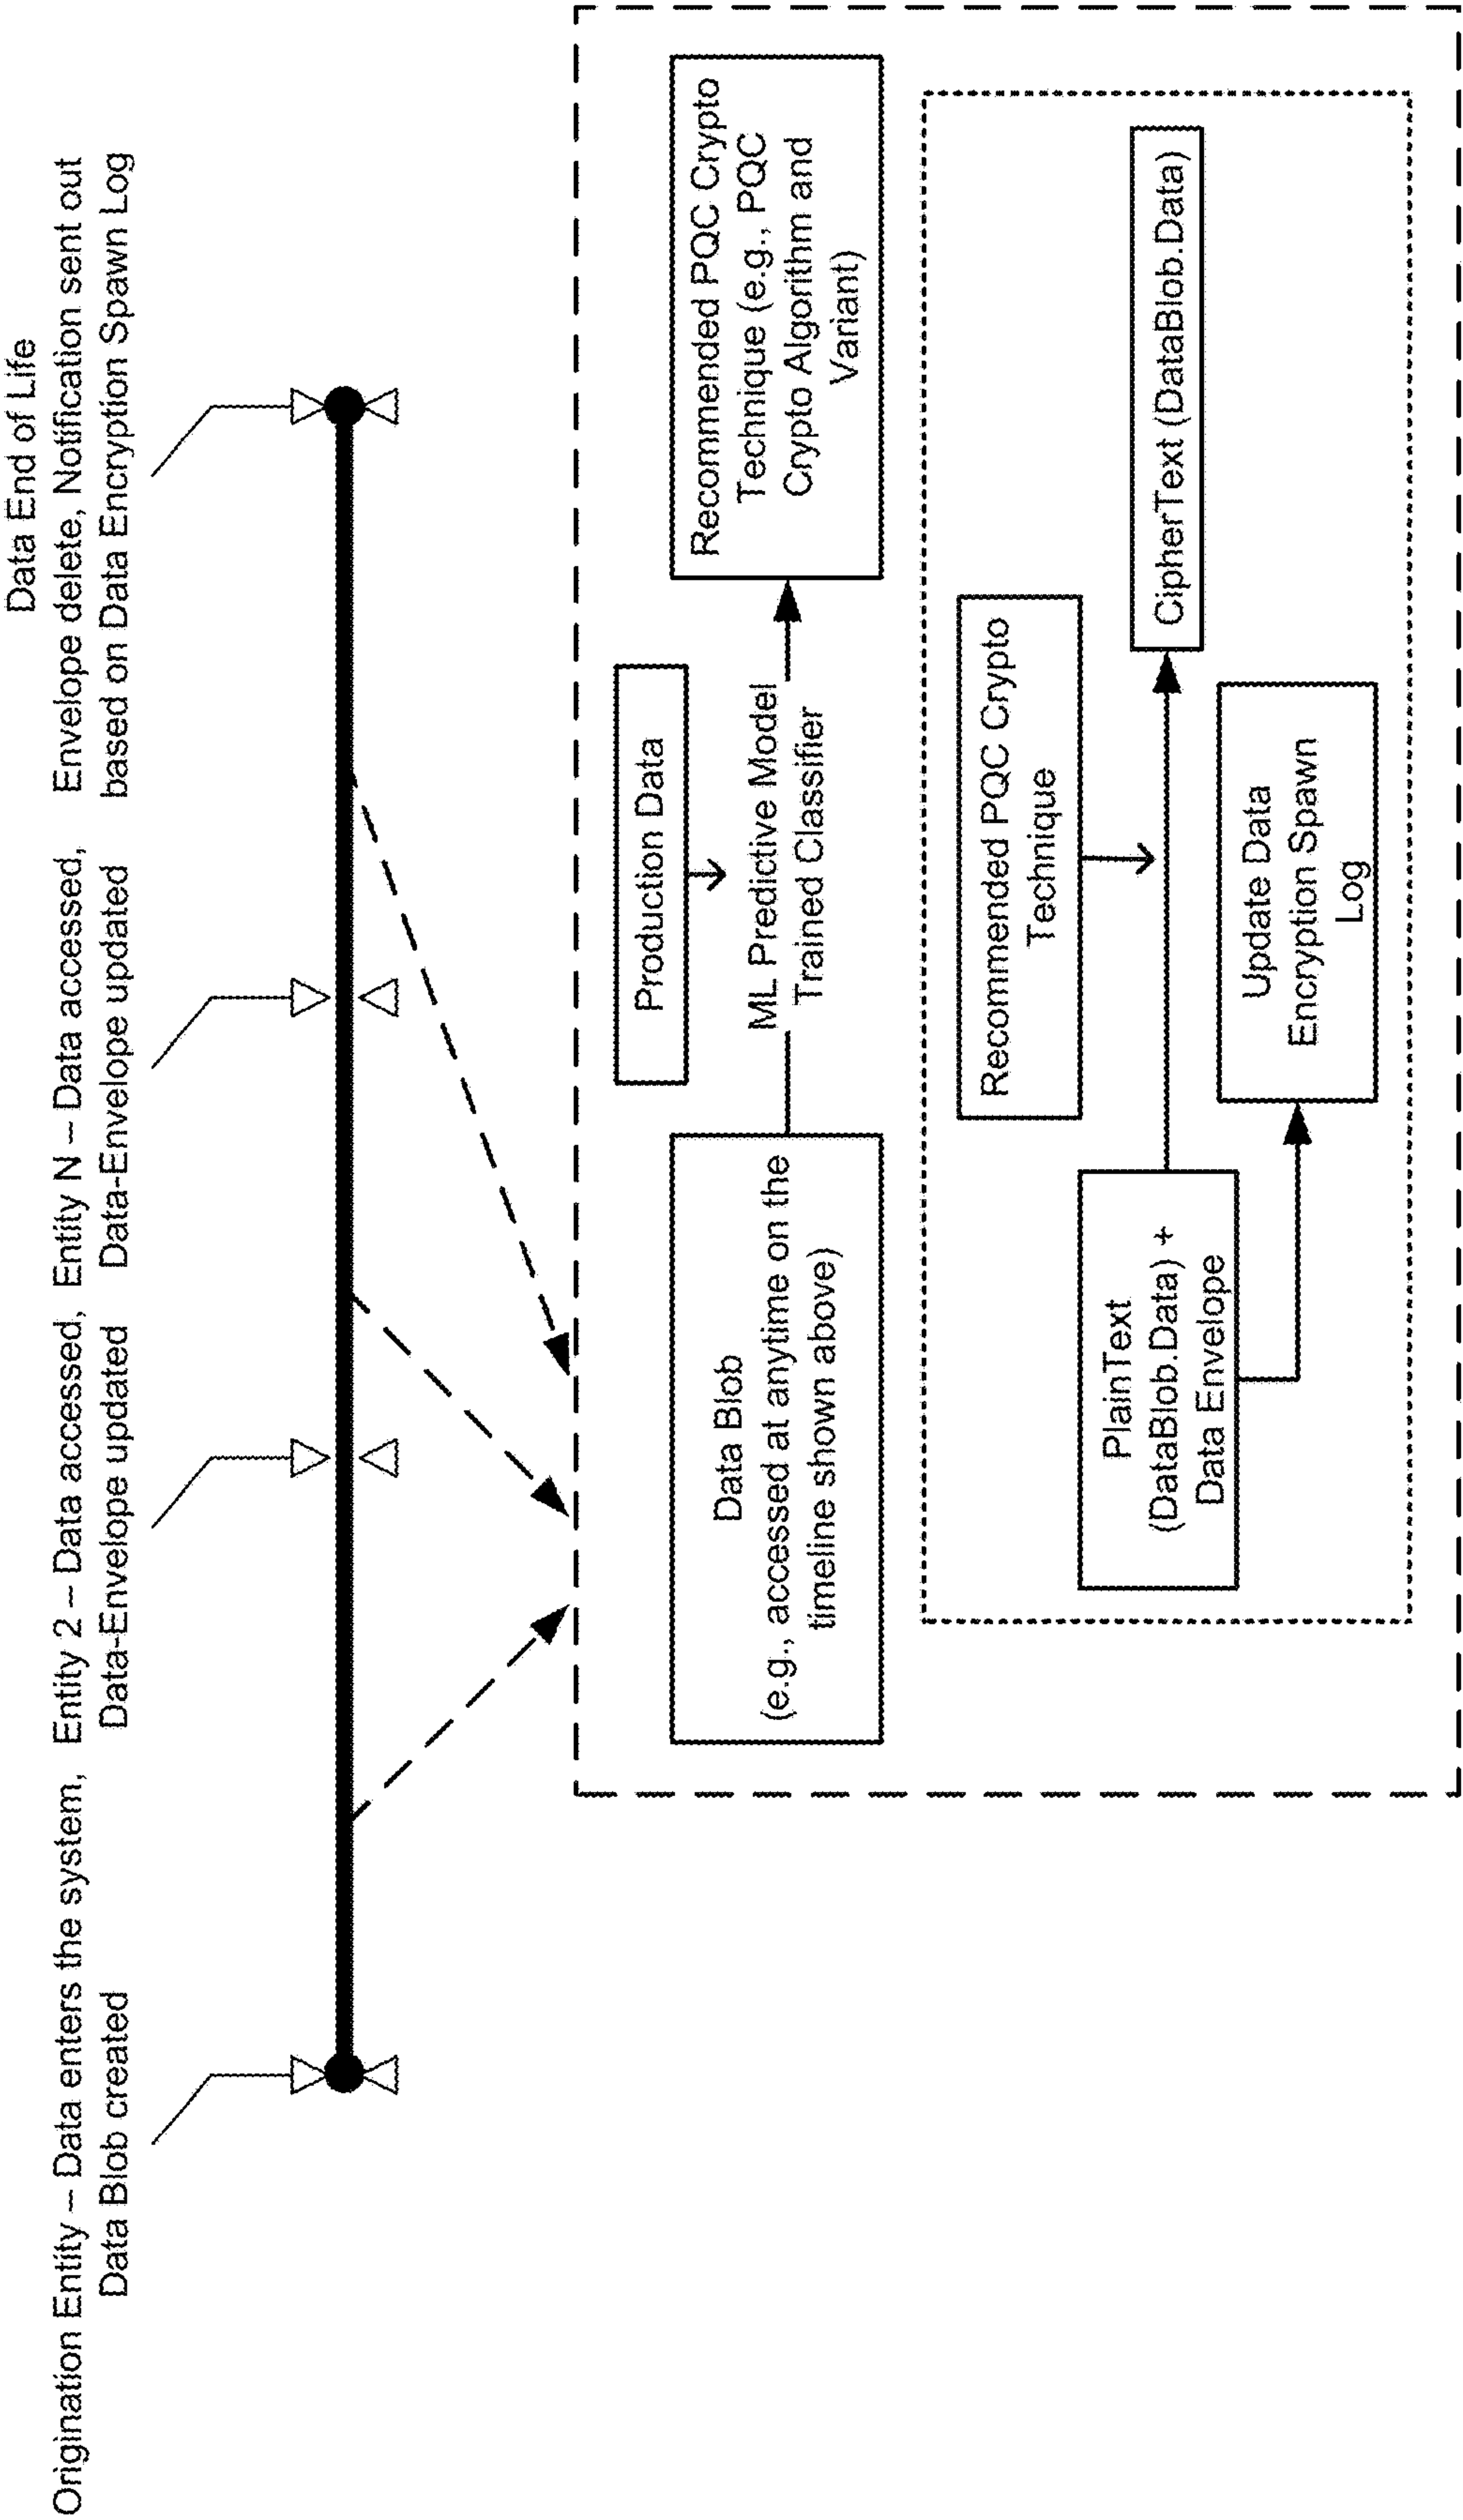 Origination Entity – Data enters the system,
Data Blob created
Entity 2 – Data accessed,
Data-Envelope updated
Entity N – Data accessed,
Data-Envelope updated
Data End of Life
Envelope delete, Notification sent out
based on Data Encryption Spawn Log
Data Blob
(e.g., accessed at anytime on the
timeline shown above)
Production Data
ML Predictive Model
Trained Classifier
Recommended PQC Crypto
Technique (e.g., PQC
Crypto Algorithm and
Variant)
PlainText
(DataBlob.Data) +
Data Envelope
Recommended PQC Crypto
Technique
CipherText (DataBlob.Data)
Update Data
Encryption Spawn
Log